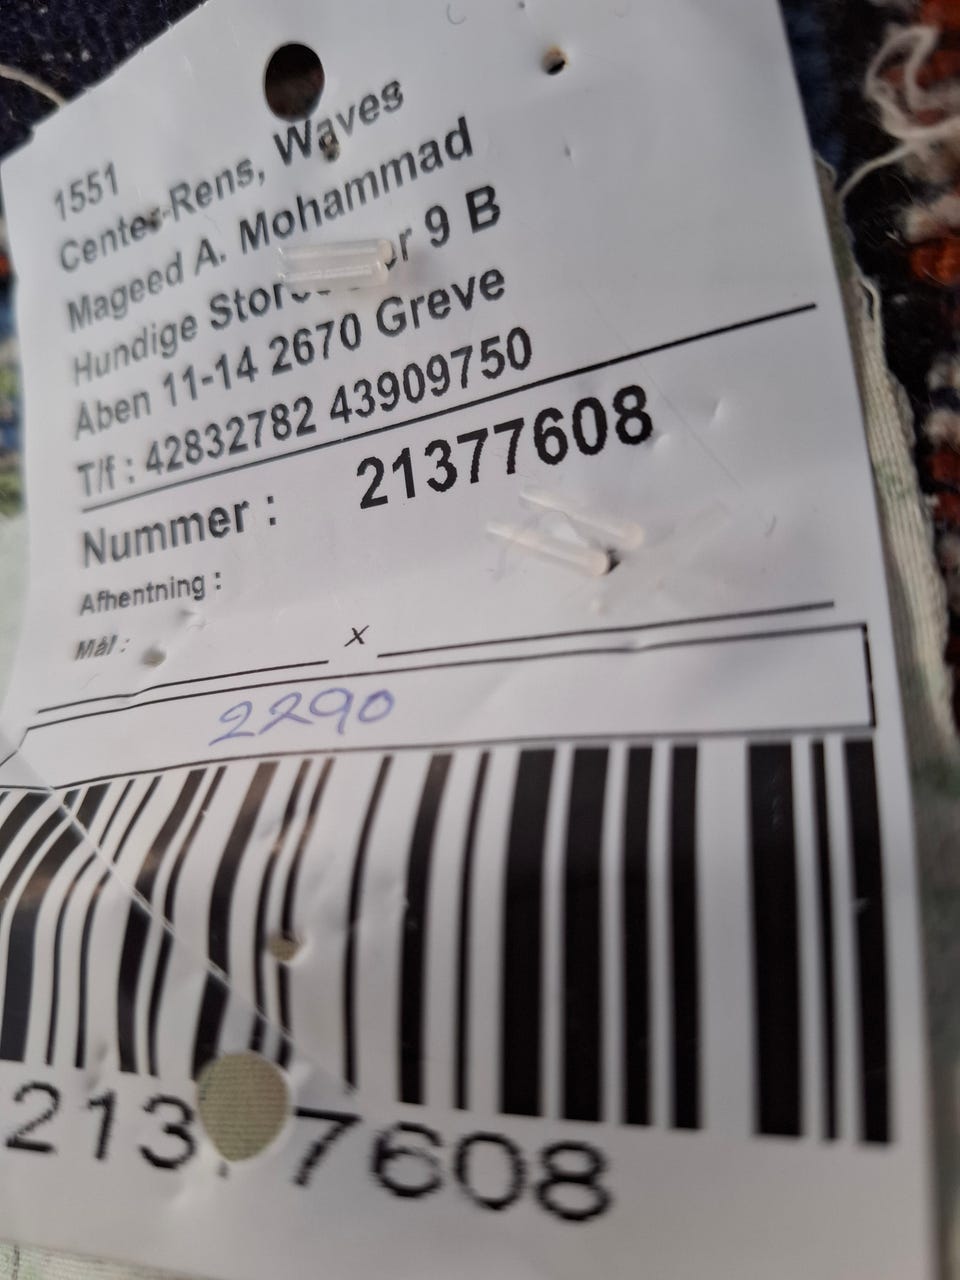 1551
Center-Rens, Waves
Mageed A. Mohammad
Hundige 9 B
Åben 11-14 2670 Greve
T/f : 42832782 43909750
Nummer : 21377608
Afhentning :
Mål :
x
2290
213 7608